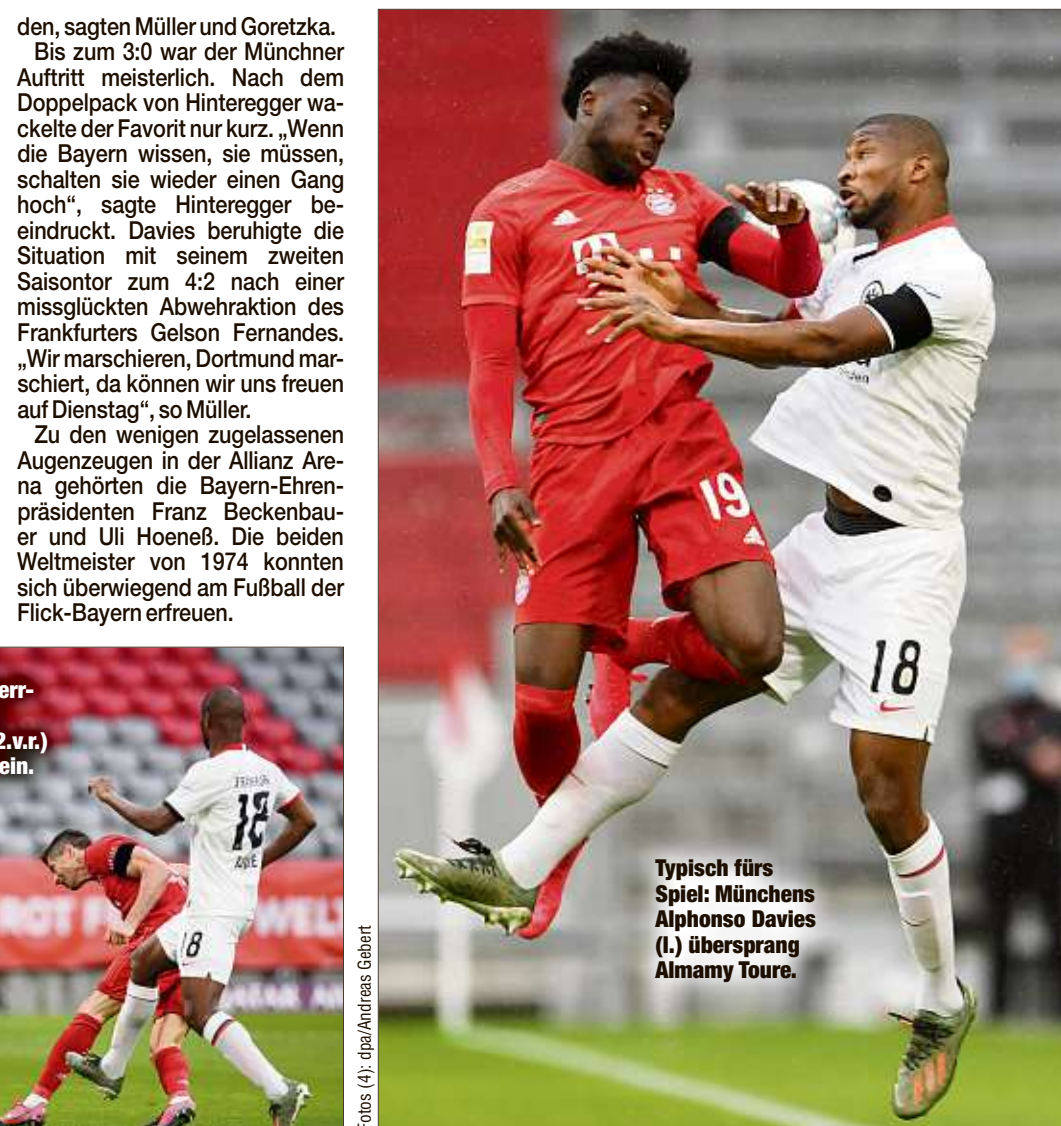 den, sagten Müller und Goretzka.
Bis zum 3:0 war der Münchner
Auftritt meisterlich. Nach dem
Doppelpack von Hinteregger wa-
ckelte der Favorit nur kurz. „Wenn
die Bayern wissen, sie müssen,
schalten sie wieder einen Gang
hoch“, sagte Hinteregger be-
eindruckt. Davies beruhigte die
Situation mit seinem zweiten
Saisontor zum 4:2 nach einer
missglückten Abwehraktion des
Frankfurters Gelson Fernandes.
„Wir marschieren, Dortmund mar-
schiert, da können wir uns freuen
auf Dienstag“, so Müller.
Zu den wenigen zugelassenen
Augenzeugen in der Allianz Are-
na gehörten die Bayern-Ehren-
präsidenten Franz Beckenbau-
er und Uli Hoeneß. Die beiden
Weltmeister von 1974 konnten
sich überwiegend am Fußball der
Flick-Bayern erfreuen.
err-
2.v.r.)
ein.
18
18
ROT
WELT
Fotos (4): dpa/Andreas Gebert
T
19
18
Typisch fürs
Spiel: Münchens
Alphonso Davies
(l.) übersprang
Almamy Toure.